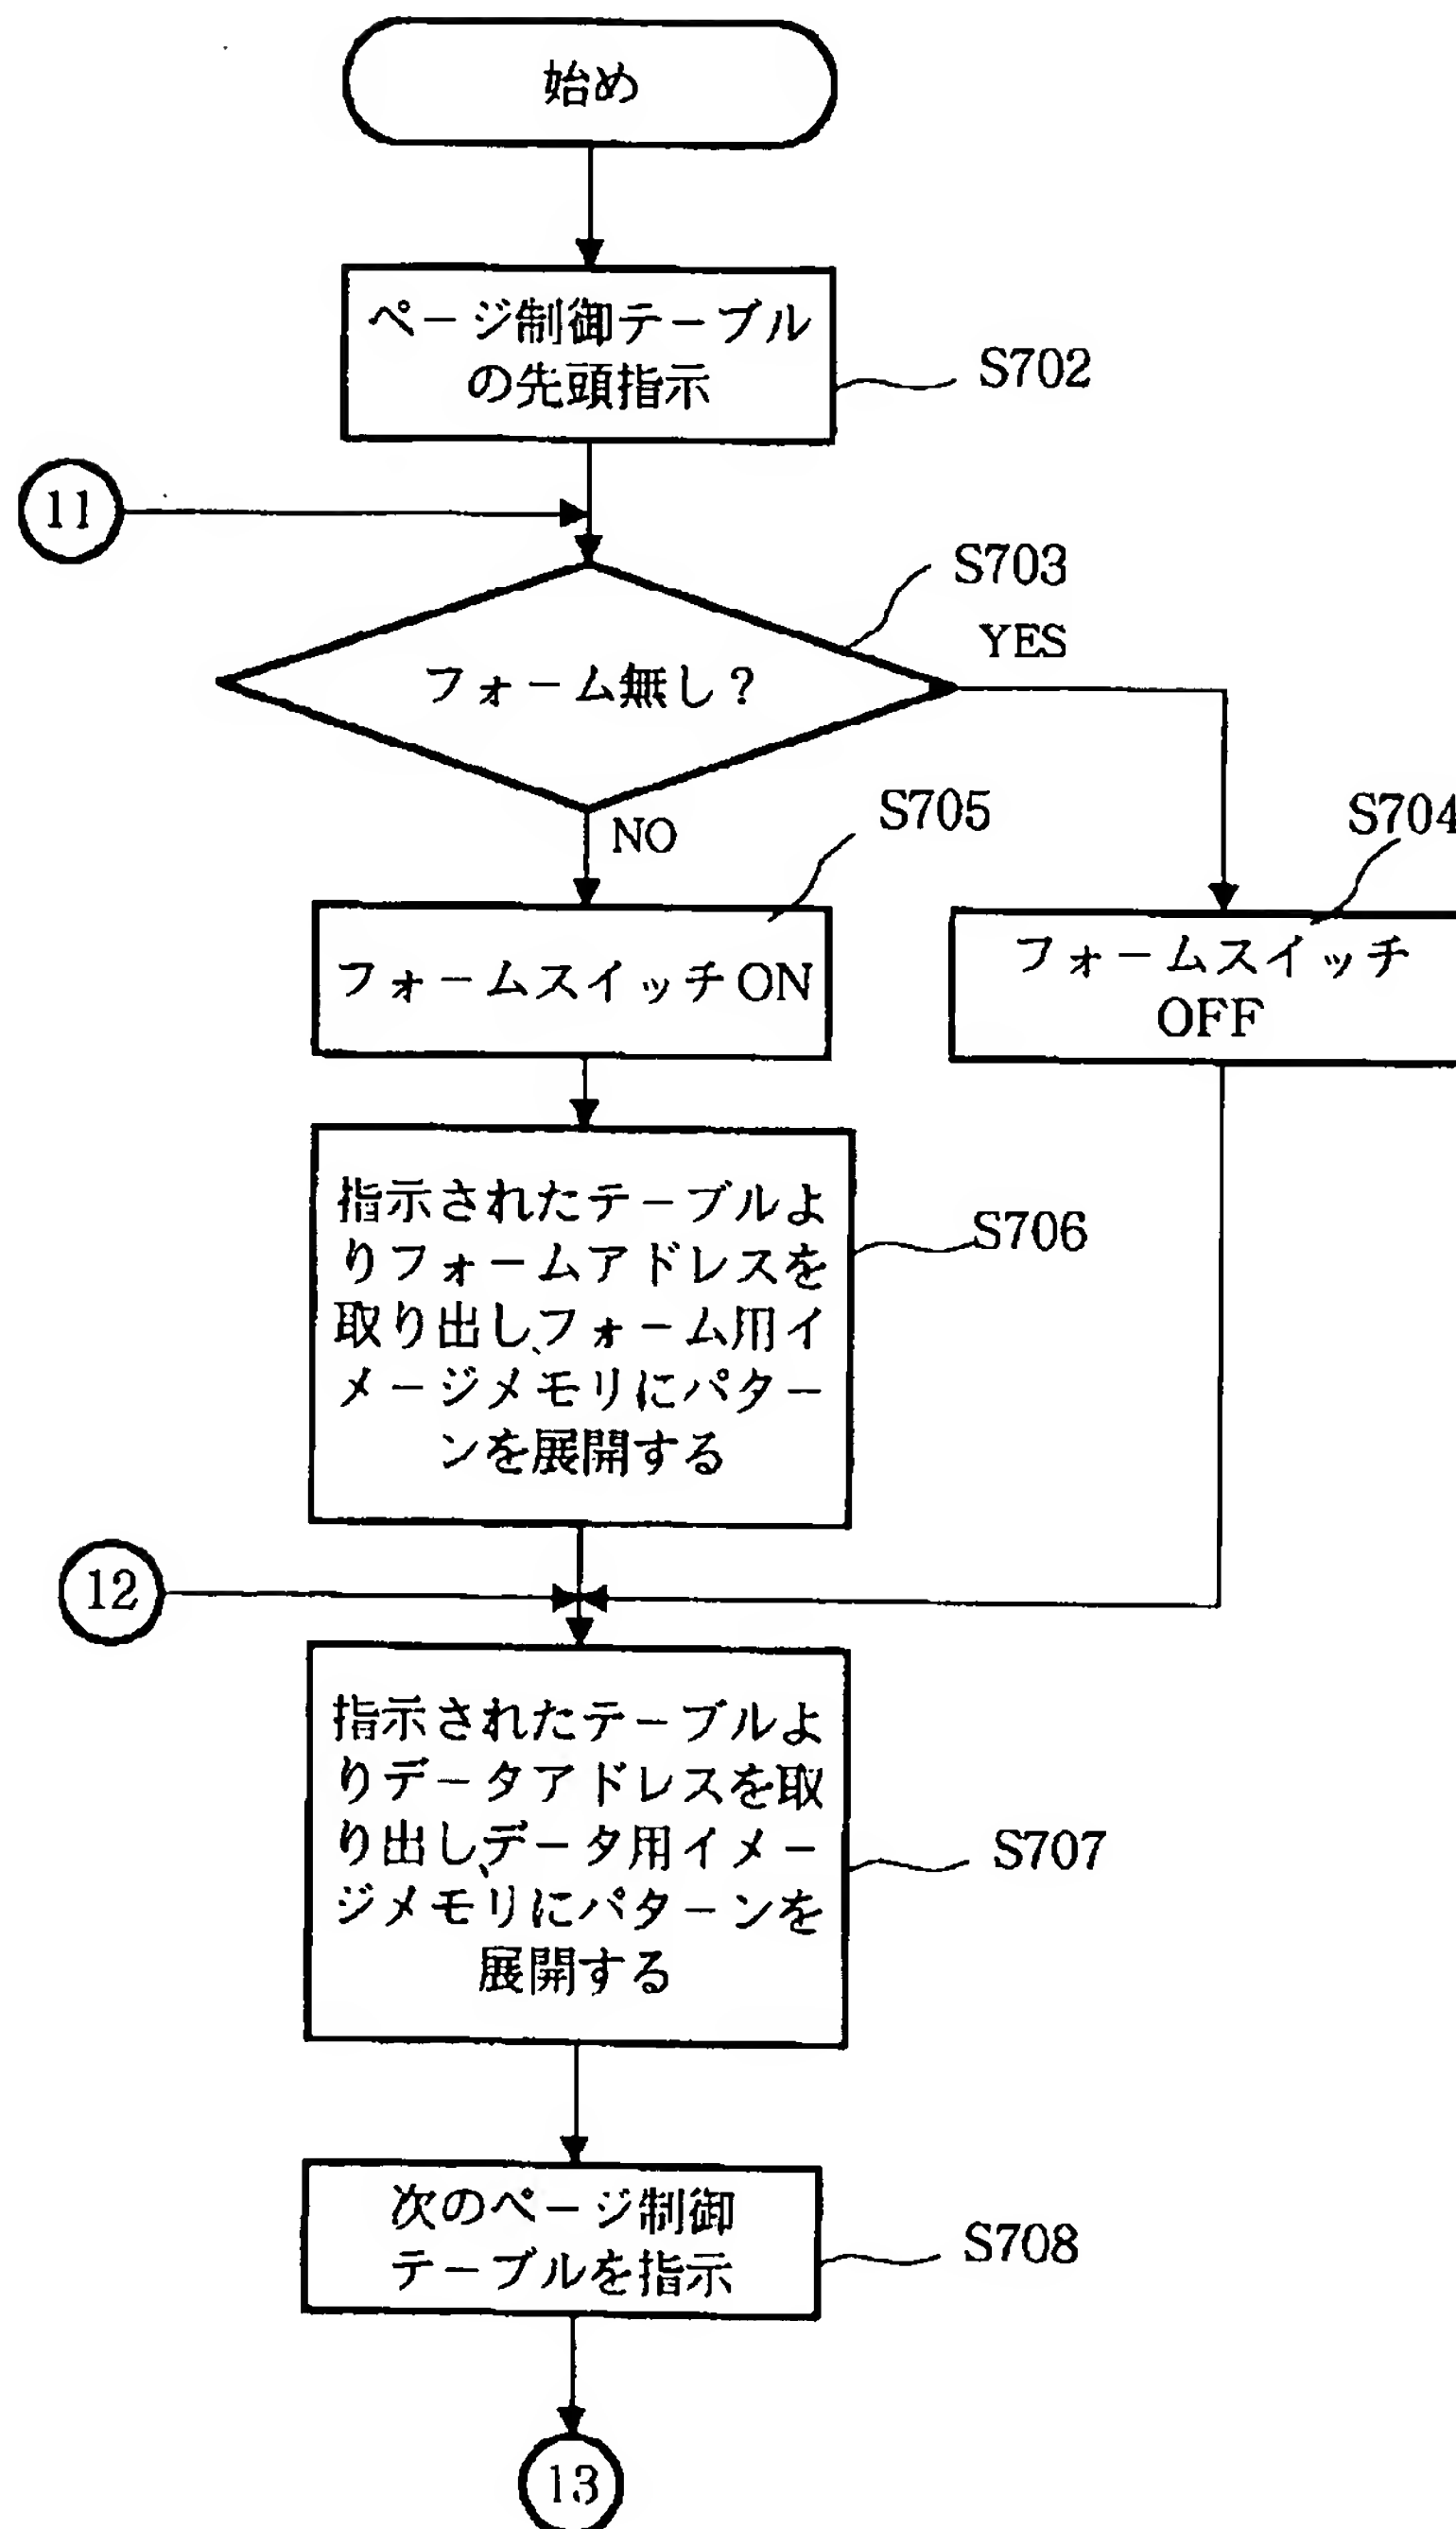 始め
ページ制御テーブル
の先頭指示
S702
11
S703
YES
フォーム無し?
NO
S705
S704
フォームスイッチON
フォームスイッチ
OFF
指示されたテーブルよ
りフォームアドレスを
取り出し、フォーム用イ
メージメモリにパター
ンを展開する
S706
12
指示されたテーブルよ
りデータアドレスを取
り出し、データ用イメー
ジメモリにパターンを
展開する
S707
次のページ制御
テーブルを指示
S708
13